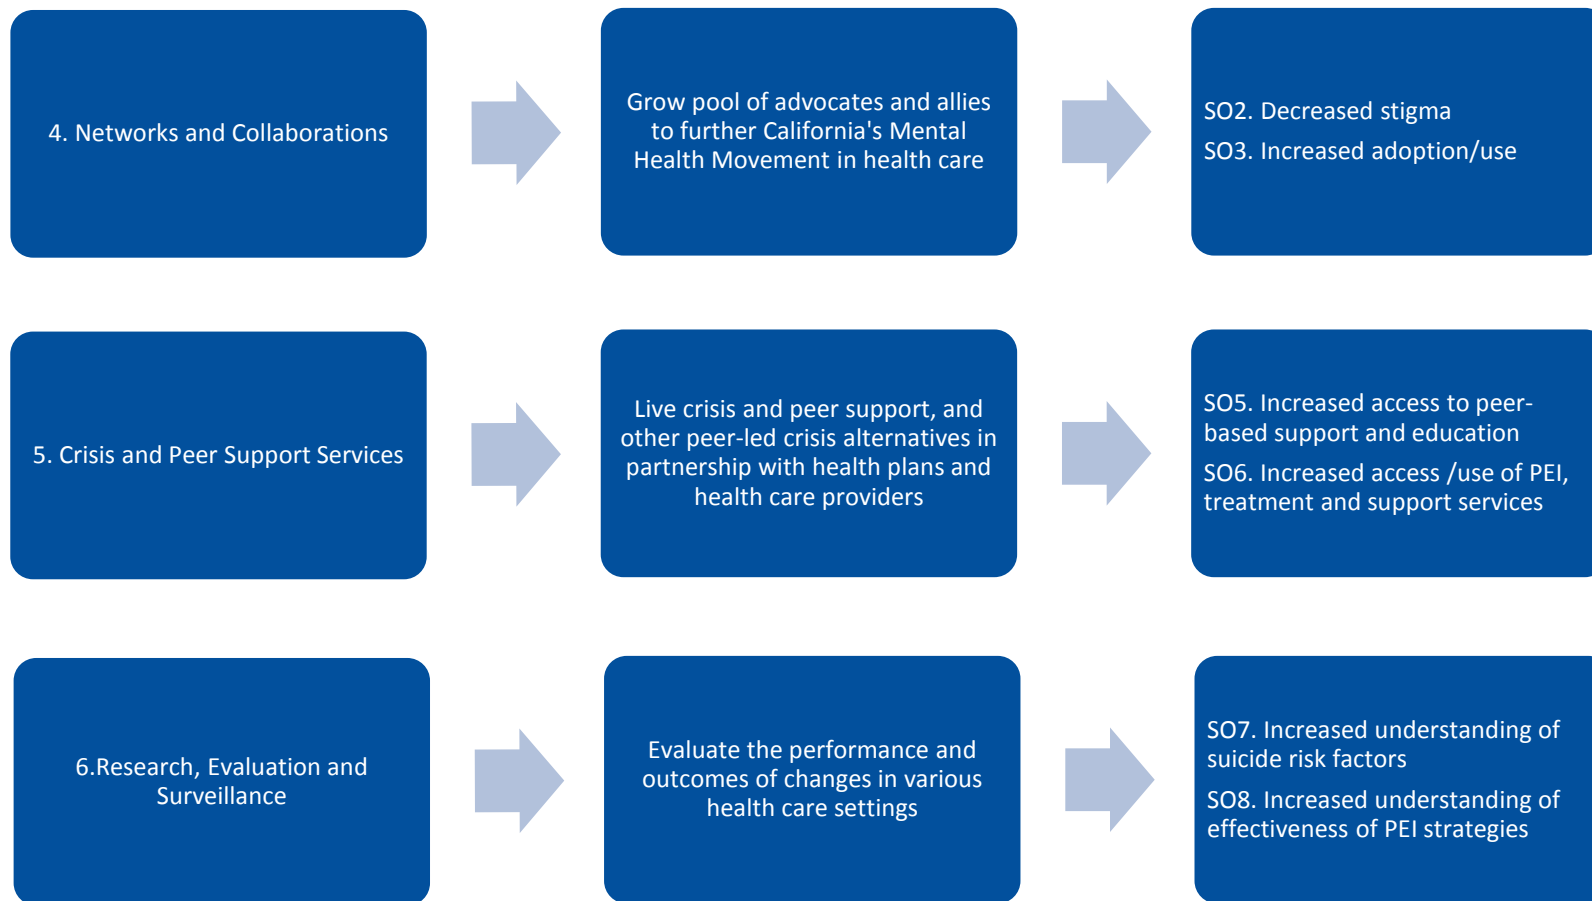 4. Networks and Collaborations
Grow pool of advocates and allies
to further California's Mental
Health Movement in health care
SO2. Decreased stigma
SO3. Increased adoption/use
5. Crisis and Peer Support Services
Live crisis and peer support, and
other peer-led crisis alternatives in
partnership with health plans and
health care providers
SO5. Increased access to peer-
based support and education
SO6. Increased access /use of PEI,
treatment and support services
6.Research, Evaluation and
Surveillance
Evaluate the performance and
outcomes of changes in various
health care settings
SO7. Increased understanding of
suicide risk factors
SO8. Increased understanding of
effectiveness of PEI strategies